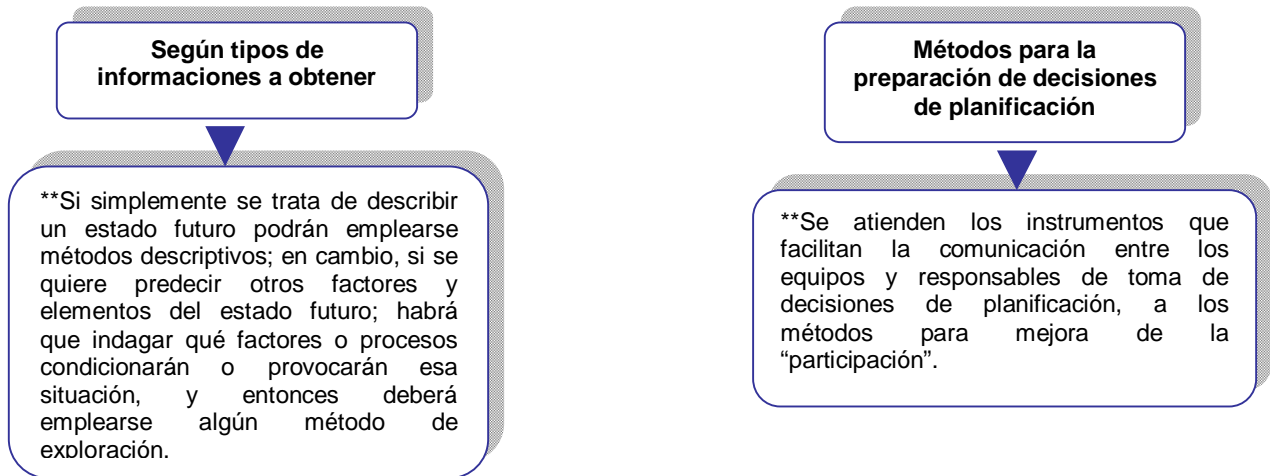 Según tipos de
informaciones a obtener
**Si simplemente se trata de describir
un estado futuro podrán emplearse
métodos descriptivos; en cambio, si se
quiere predecir otros factores y
elementos del estado futuro; habrá
que indagar qué factores o procesos
condicionarán o provocarán esa
situación, y entonces deberá
emplearse algún método de
exploración.
Métodos para la
preparación de decisiones
de planificación
**Se atienden los instrumentos que
facilitan la comunicación entre los
equipos y responsables de toma de
decisiones de planificación, a los
métodos para mejora de la
“participación”.